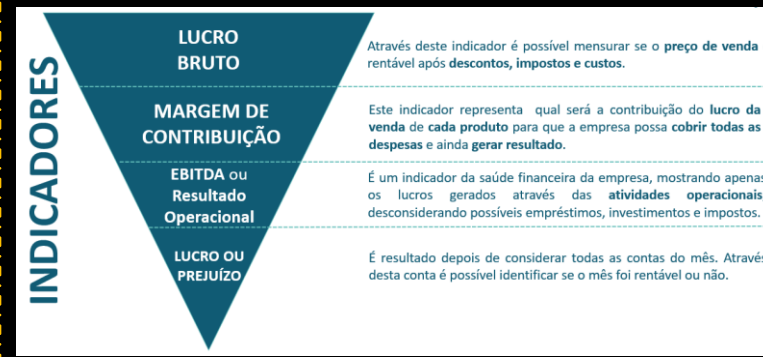 INDICADORES
LUCRO
BRUTO
Através deste indicador é possível mensurar se o preço de venda
rentável após descontos, impostos e custos.
MARGEM DE
CONTRIBUIÇÃO
Este indicador representa qual será a contribuição do lucro da
venda de cada produto para que a empresa possa cobrir todas as
despesas e ainda gerar resultado.
EBITDA ou
Resultado
Operacional
É um indicador da saúde financeira da empresa, mostrando apenas
os lucros gerados através das atividades operacionais,
desconsiderando possíveis empréstimos, investimentos e impostos.
LUCRO OU
PREJUÍZO
É resultado depois de considerar todas as contas do mês. Através
desta conta é possível identificar se o mês foi rentável ou não.